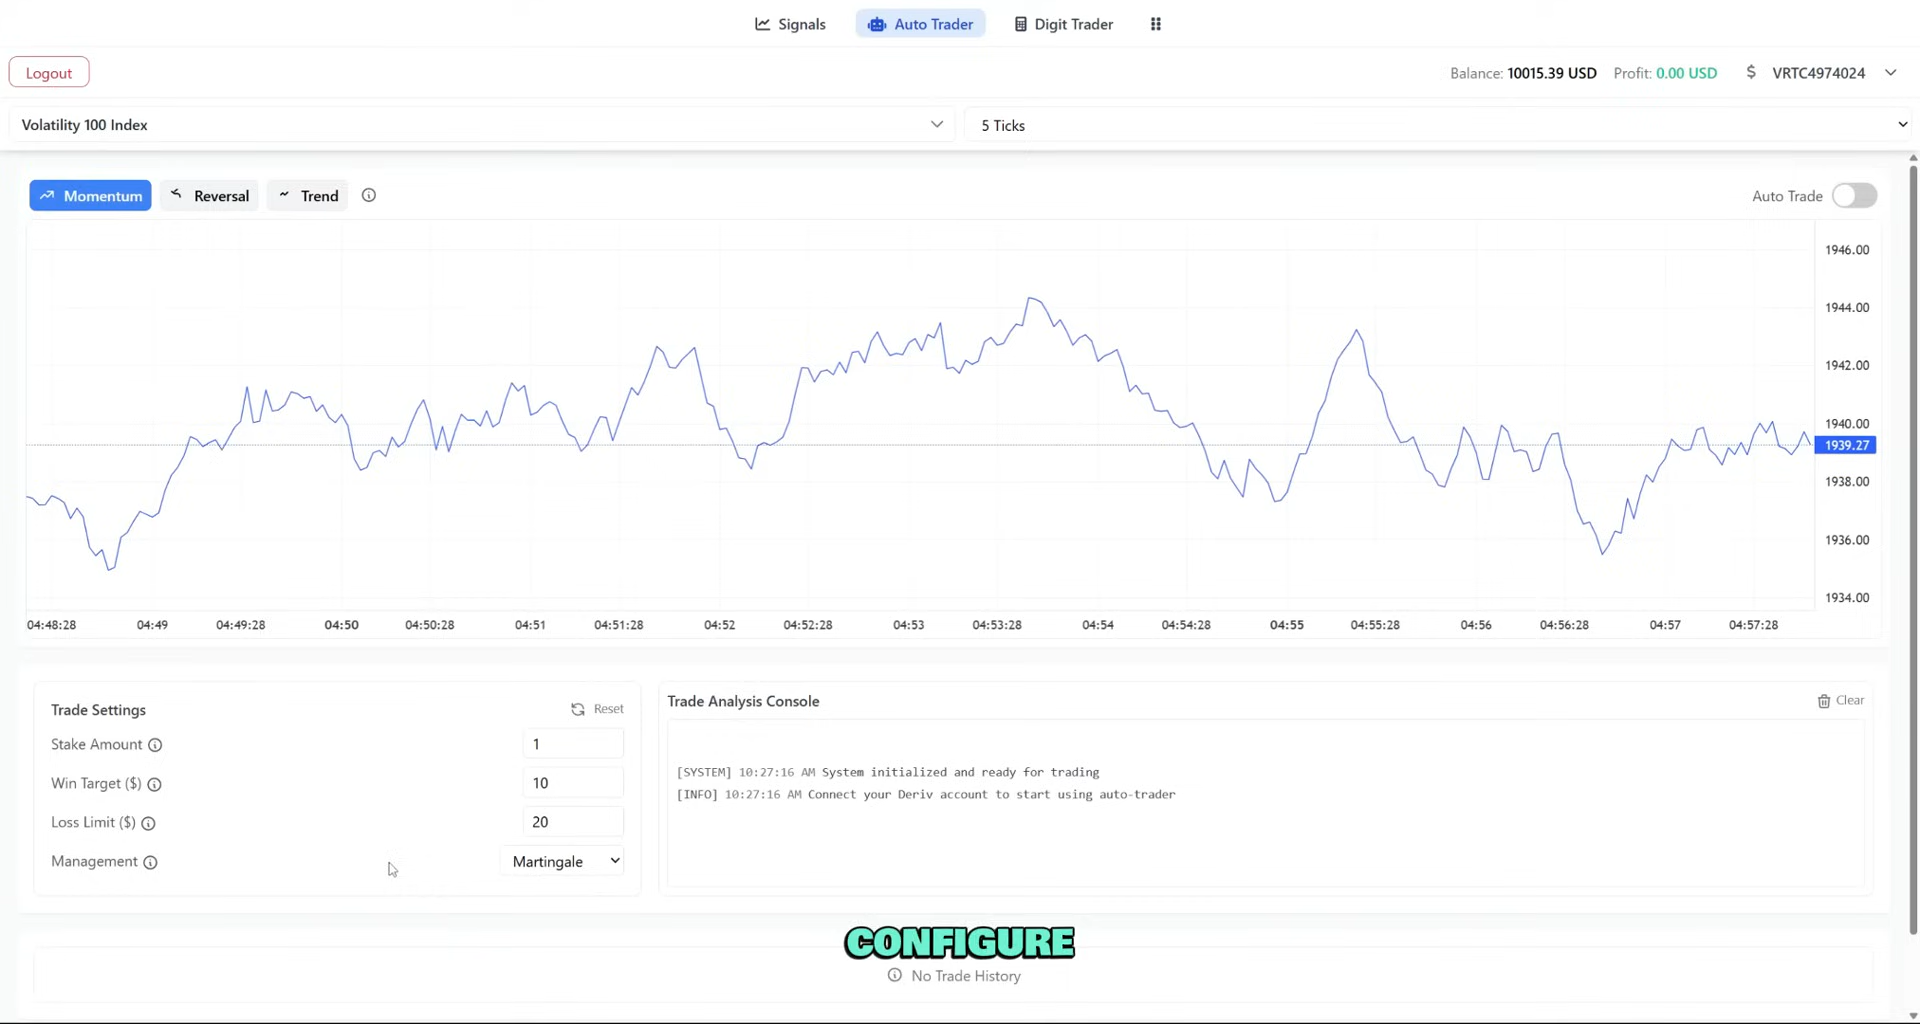 Signals
Auto Trader
Digit Trader
Logout
Balance: 10015.39 USD
Profit: 0.00 USD
$ VRTC4974024
Volatility 100 Index
5 Ticks
Momentum
Reversal
Trend
Auto Trade
1946.00
1944.00
1942.00
1940.00
1939.27
1938.00
1936.00
1934.00
04:48:28 04:49 04:49:28 04:50 04:50:28 04:51 04:51:28 04:52 04:52:28 04:53 04:53:28 04:54 04:54:28 04:55 04:55:28 04:56 04:56:28 04:57 04:57:28
Trade Settings
Reset
Stake Amount
1
Win Target ($)
10
Loss Limit ($)
20
Management
Martingale
Trade Analysis Console
Clear
[SYSTEM] 10:27:16 AM System initialized and ready for trading
[INFO] 10:27:16 AM Connect your Deriv account to start using auto-trader
CONFIGURE
No Trade History